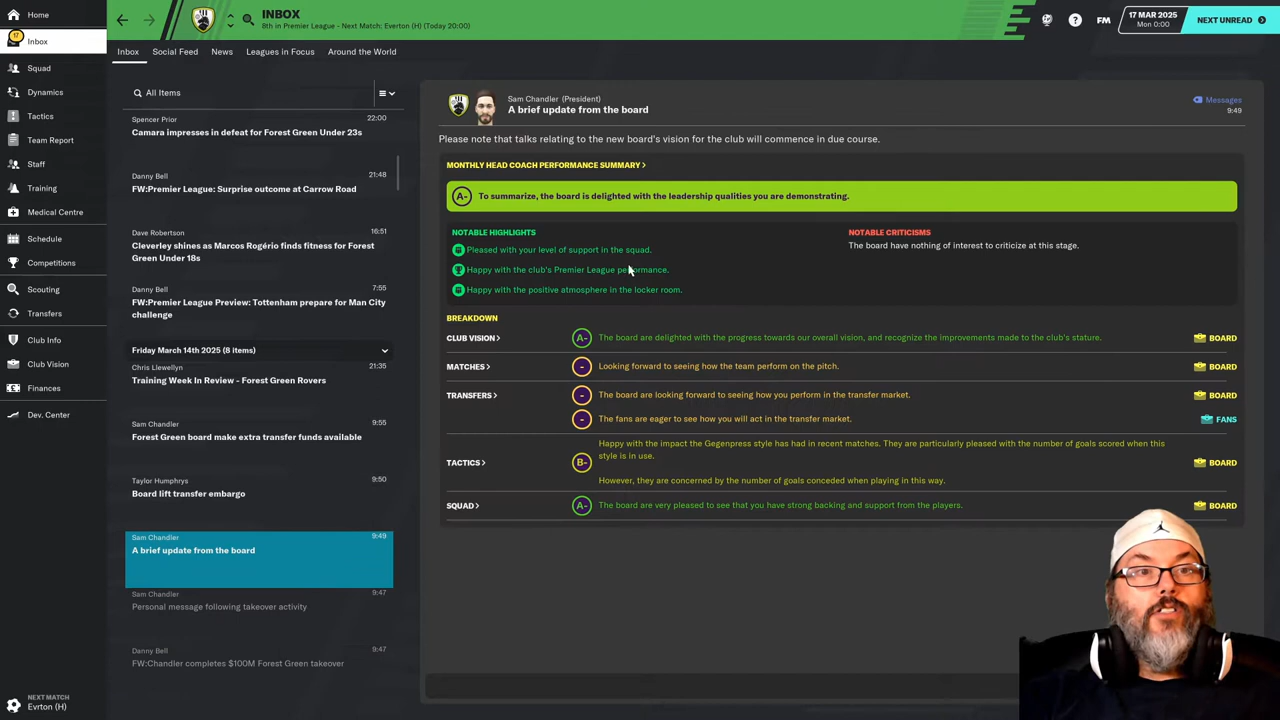 Home
17
Inbox
Squad
Dynamics
Tactics
Team Report
Staff
Training
Medical Centre
Schedule
Competitions
Scouting
Transfers
Club Info
Club Vision
Finances
Dev. Center
NEXT MATCH
Evrton (H)
INBOX
8th in Premier League - Next Match: Everton (H) (Today 20:00)
FM
17 MAR 2025
Mon 0:00
NEXT UNREAD
Inbox
Social Feed
News
Leagues in Focus
Around the World
All Items
Spencer Prior 22:00
Camara impresses in defeat for Forest Green Under 23s
Danny Bell 21:48
FW:Premier League: Surprise outcome at Carrow Road
Dave Robertson 16:51
Cleverley shines as Marcos Rogério finds fitness for Forest
Green Under 18s
Danny Bell 7:55
FW:Premier League Preview: Tottenham prepare for Man City
challenge
Friday March 14th 2025 (8 items)
Chris Llewellyn 21:35
Training Week In Review - Forest Green Rovers
Sam Chandler 9:55
Forest Green board make extra transfer funds available
Taylor Humphrys 9:50
Board lift transfer embargo
Sam Chandler 9:49
A brief update from the board
Sam Chandler 9:47
Personal message following takeover activity
Danny Bell 9:47
FW:Chandler completes $100M Forest Green takeover
Sam Chandler (President)
A brief update from the board
Messages
9:49
Please note that talks relating to the new board's vision for the club will commence in due course.
MONTHLY HEAD COACH PERFORMANCE SUMMARY >
A- To summarize, the board is delighted with the leadership qualities you are demonstrating.
NOTABLE HIGHLIGHTS
Pleased with your level of support in the squad.
Happy with the club's Premier League performance.
Happy with the positive atmosphere in the locker room.
NOTABLE CRITICISMS
The board have nothing of interest to criticize at this stage.
BREAKDOWN
CLUB VISION > A- The board are delighted with the progress towards our overall vision, and recognize the improvements made to the club's stature. BOARD
MATCHES > - Looking forward to seeing how the team perform on the pitch. BOARD
TRANSFERS > - The board are looking forward to seeing how you perform in the transfer market. BOARD
- The fans are eager to see how you will act in the transfer market. FANS
TACTICS > B- Happy with the impact the Gegenpress style has had in recent matches. They are particularly pleased with the number of goals scored when this
style is in use.
However, they are concerned by the number of goals conceded when playing in this way.
BOARD
SQUAD > A- The board are very pleased to see that you have strong backing and support from the players. BOARD